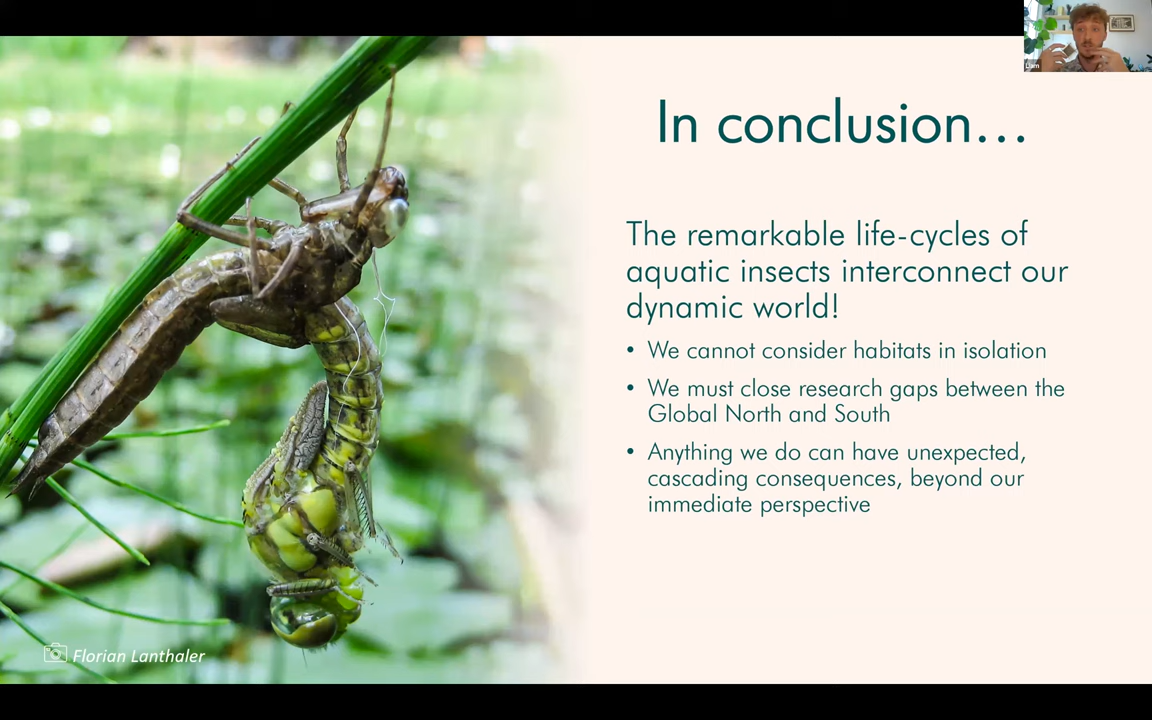 Liam
In conclusion...
The remarkable life-cycles of
aquatic insects interconnect our
dynamic world!
• We cannot consider habitats in isolation
• We must close research gaps between the
Global North and South
• Anything we do can have unexpected,
cascading consequences, beyond our
immediate perspective
Florian Lanthaler